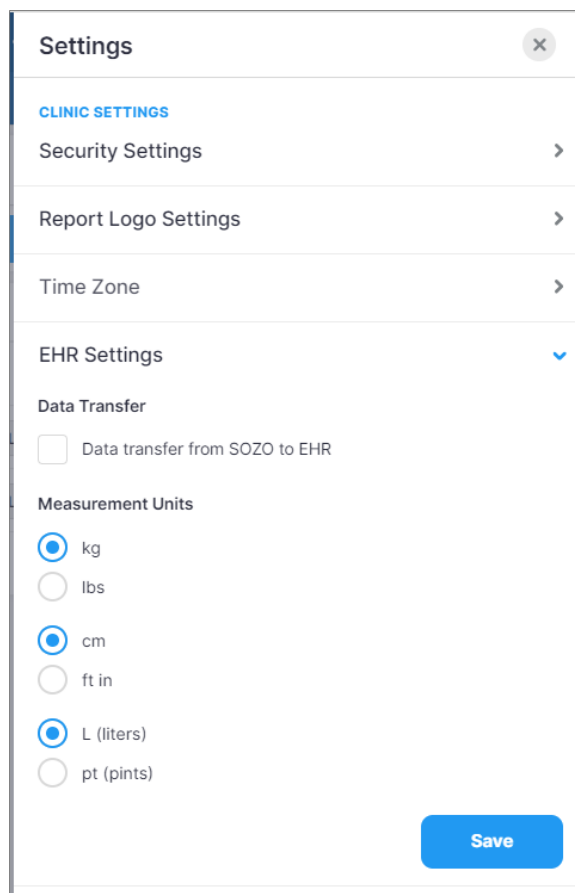 Settings
CLINIC SETTINGS
Security Settings
Report Logo Settings
Time Zone
EHR Settings
Data Transfer
Data transfer from SOZO to EHR
Measurement Units
kg
lbs
cm
ft in
L (liters)
pt (pints)
Save